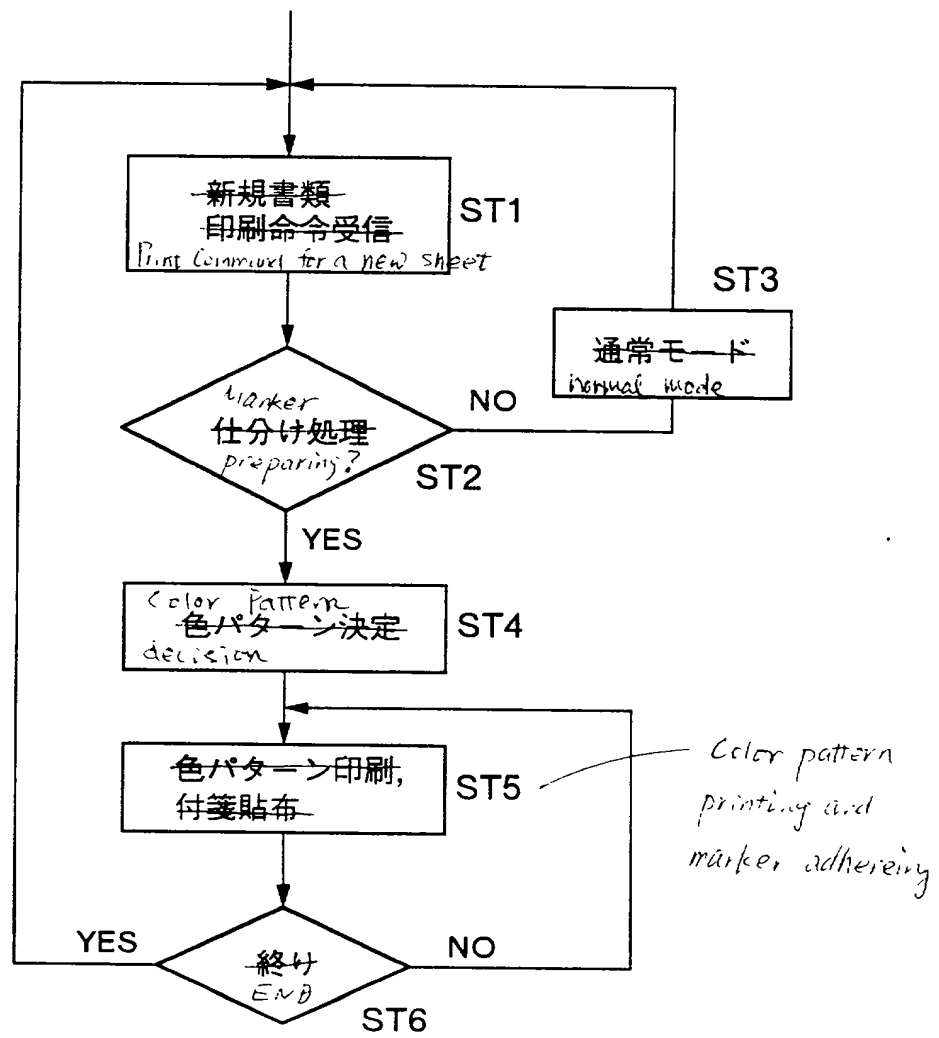 新規書類
印刷命令受信
Print Command for a new sheet
ST1
ST3
通常モード
normal mode
Marker
仕分け処理
preparing?
NO
ST2
YES
Color Pattern
色パターン決定
decision
ST4
色パターン印刷,
付箋貼布
ST5
Color pattern
printing and
marker adhereing
YES
終け
END
NO
ST6